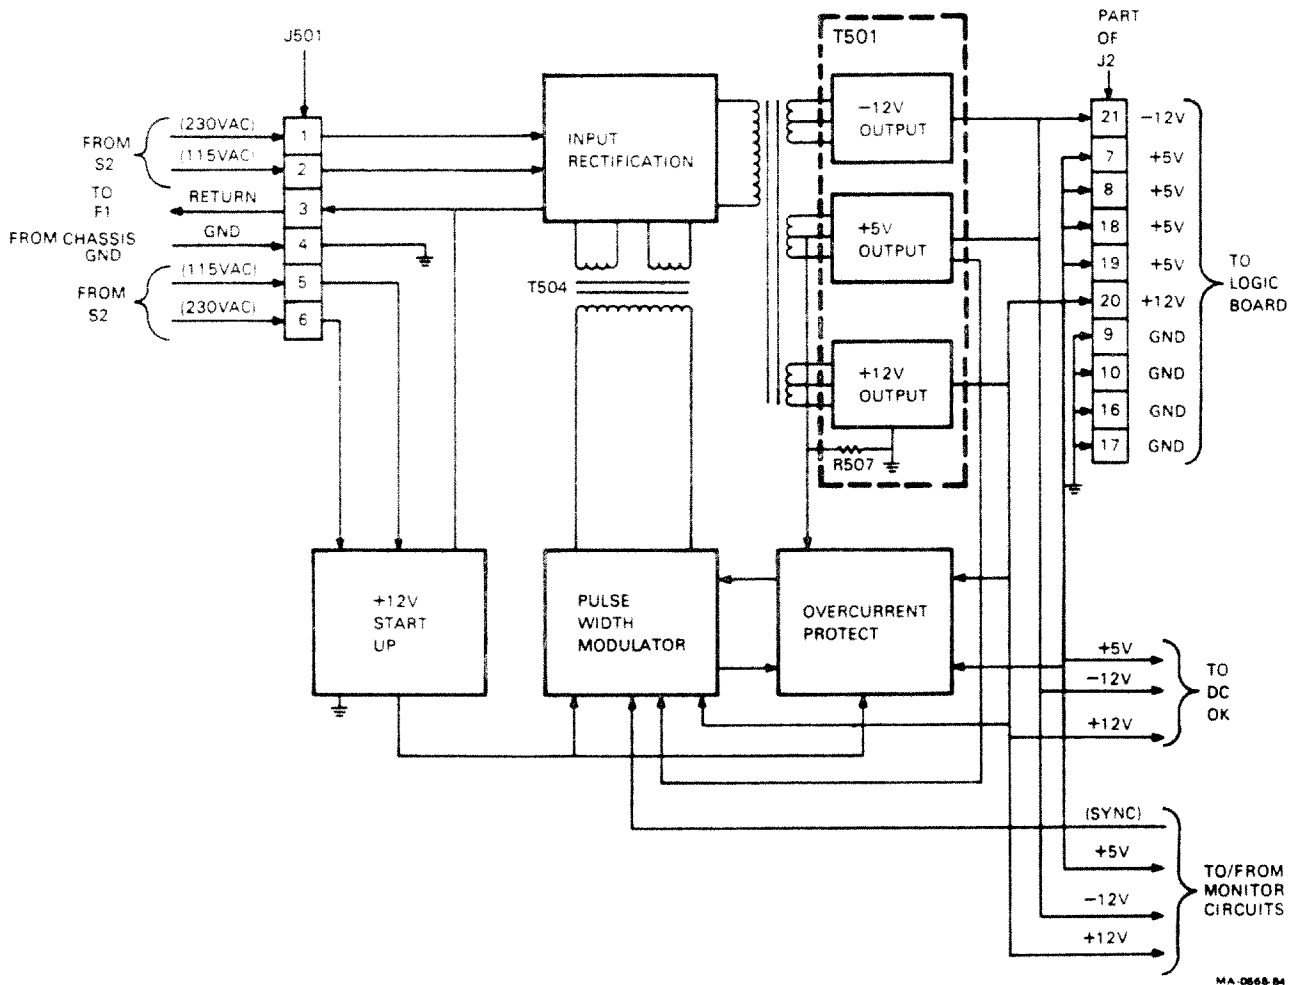 J501
FROM S2
(230VAC)
(115VAC)
TO F1
RETURN
FROM CHASSIS GND
GND
FROM S2
(115VAC)
(230VAC)
1
2
3
4
5
6
INPUT
RECTIFICATION
T504
T501
-12V
OUTPUT
+5V
OUTPUT
+12V
OUTPUT
R507
PART
OF
J2
21 -12V
7 +5V
8 +5V
18 +5V
19 +5V
20 +12V
9 GND
10 GND
16 GND
17 GND
TO
LOGIC
BOARD
+12V
START
UP
PULSE
WIDTH
MODULATOR
OVERCURRENT
PROTECT
+5V
-12V
+12V
TO
DC
OK
(SYNC)
+5V
-12V
+12V
TO/FROM
MONITOR
CIRCUITS
MA-0668-84